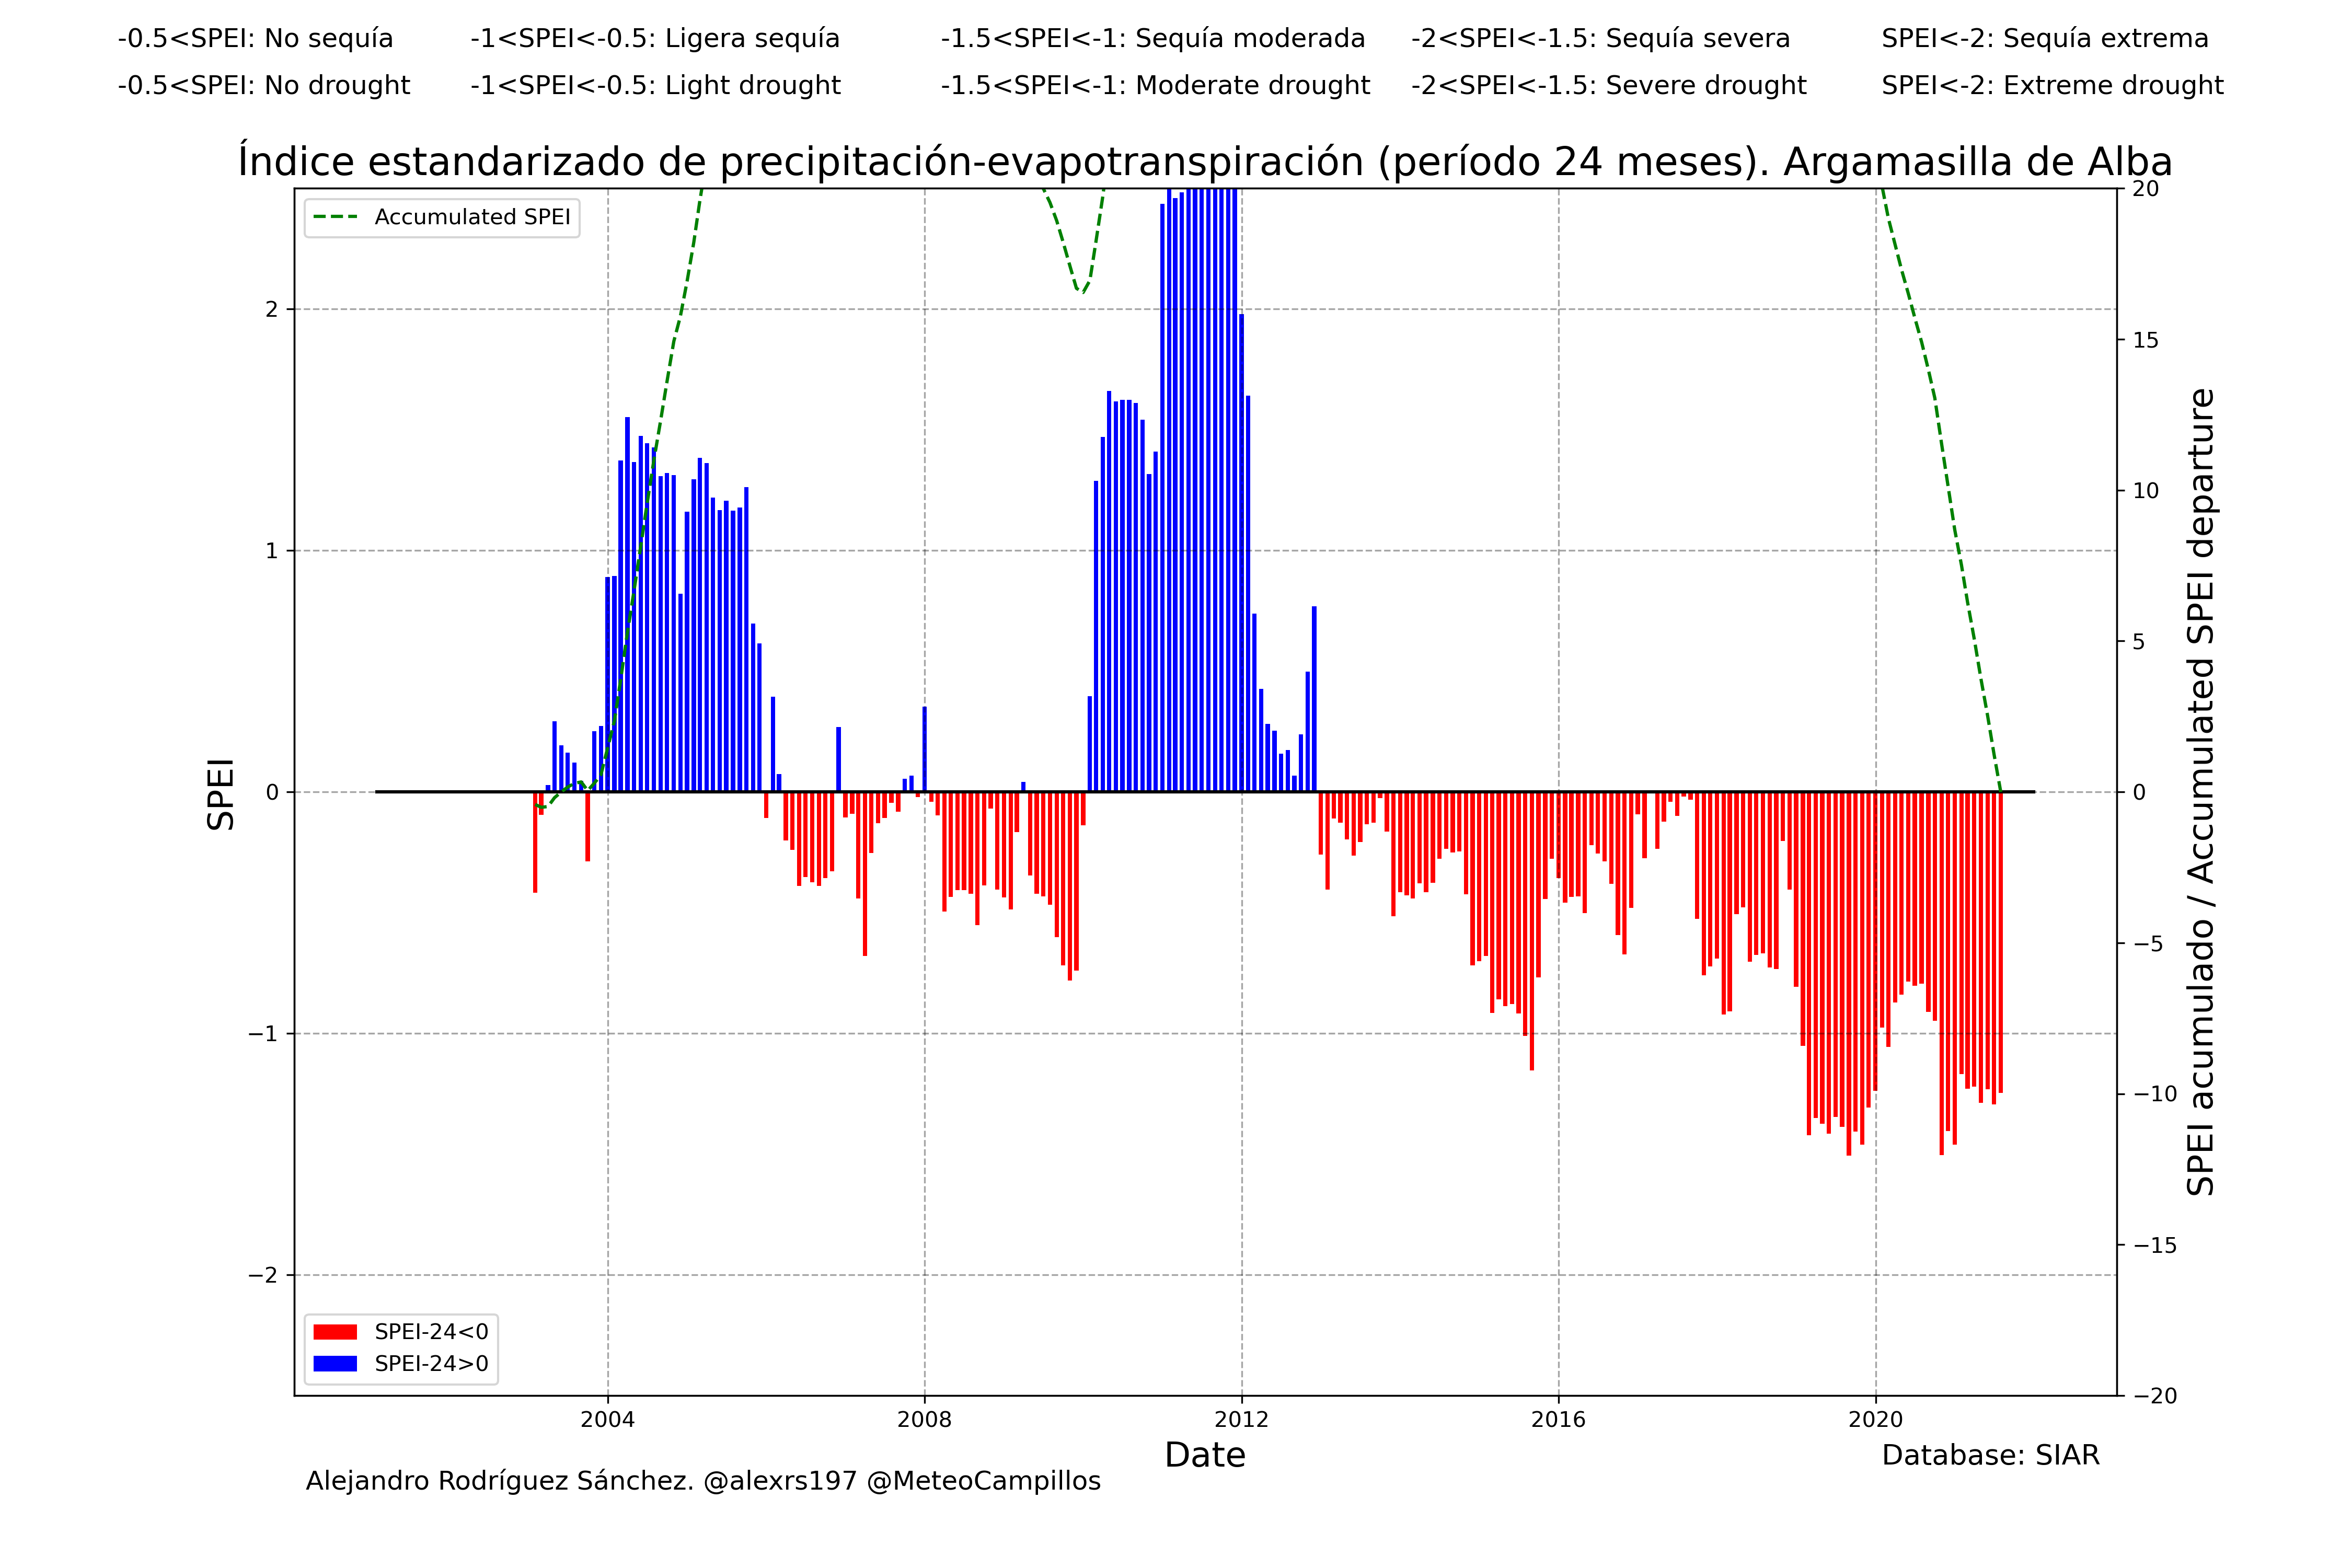 -0.5<SPEI: No sequía -1<SPEI<-0.5: Ligera sequía -1.5<SPEI<-1: Sequía moderada -2<SPEI<-1.5: Sequía severa SPEI<-2: Sequía extrema
-0.5<SPEI: No drought -1<SPEI<-0.5: Light drought -1.5<SPEI<-1: Moderate drought -2<SPEI<-1.5: Severe drought SPEI<-2: Extreme drought
Índice estandarizado de precipitación-evapotranspiración (período 24 meses). Argamasilla de Alba
Accumulated SPEI
SPEI
2
1
0
−1
−2
20
15
10
5
0
−5
−10
−15
−20
SPEI acumulado / Accumulated SPEI departure
SPEI-24<0
SPEI-24>0
2004 2008 2012 2016 2020
Date
Database: SIAR
Alejandro Rodríguez Sánchez. @alexrs197 @MeteoCampillos